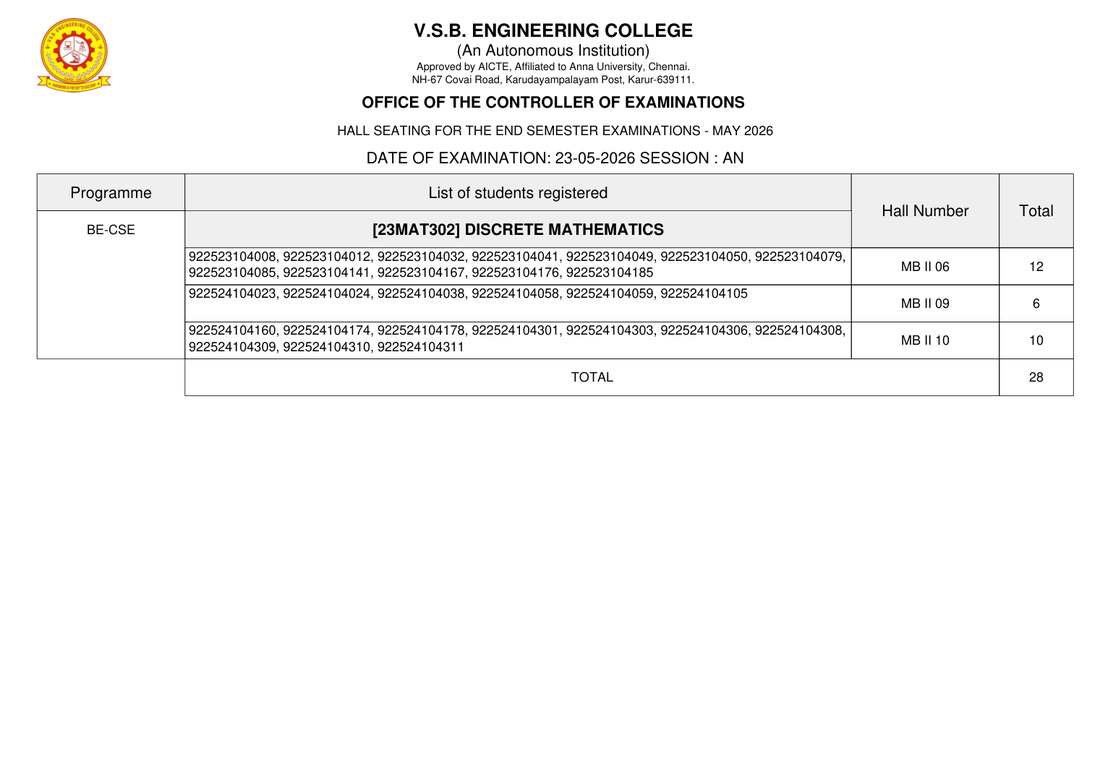 V.S.B. ENGINEERING COLLEGE
(An Autonomous Institution)
Approved by AICTE, Affiliated to Anna University, Chennai.
NH-67 Covai Road, Karudayampalayam Post, Karur-639111.
OFFICE OF THE CONTROLLER OF EXAMINATIONS
HALL SEATING FOR THE END SEMESTER EXAMINATIONS - MAY 2026
DATE OF EXAMINATION: 23-05-2026 SESSION : AN
Programme
List of students registered
Hall Number
Total
BE-CSE
[23MAT302] DISCRETE MATHEMATICS
922523104008, 922523104012, 922523104032, 922523104041, 922523104049, 922523104050, 922523104079,
922523104085, 922523104141, 922523104167, 922523104176, 922523104185
MB II 06
12
922524104023, 922524104024, 922524104038, 922524104058, 922524104059, 922524104105
MB II 09
6
922524104160, 922524104174, 922524104178, 922524104301, 922524104303, 922524104306, 922524104308,
922524104309, 922524104310, 922524104311
MB II 10
10
TOTAL
28